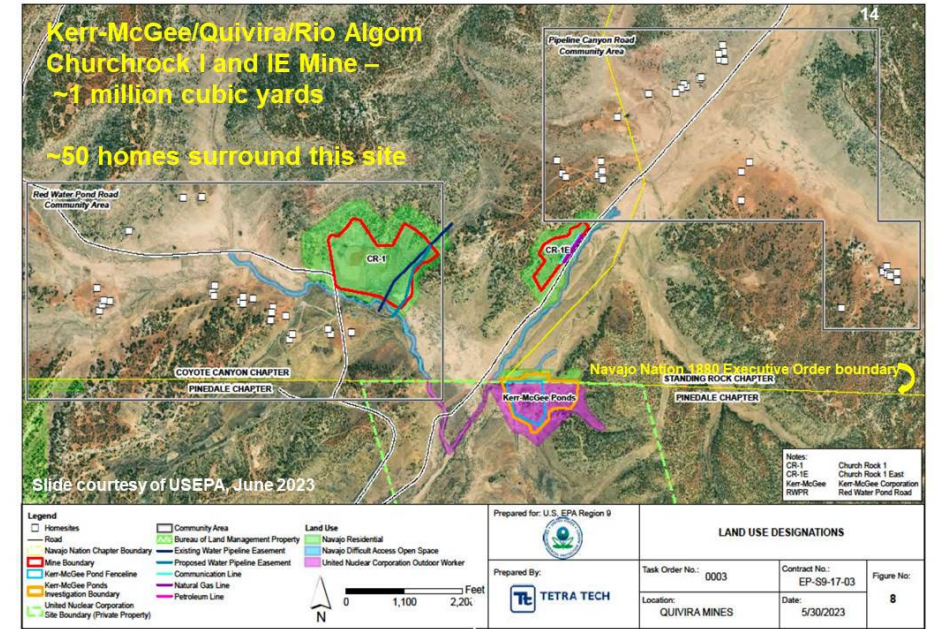 14
Kerr-McGee/Quivira/Rio Algom
Churchrock I and IE Mine –
~1 million cubic yards
~50 homes surround this site
Pipeline Canyon Road
Community Area
Red Water Pond Road
Community Area
CR-1
CR-1E
Navajo Nation 1880 Executive Order boundary
COYOTE CANYON CHAPTER
PINEDALE CHAPTER
STANDING ROCK CHAPTER
PINEDALE CHAPTER
Kerr-McGee Ponds
Notes:
CR-1 Church Rock 1
CR-1E Church Rock 1 East
Kerr-McGee Kerr-McGee Corporation
RWPR Red Water Pond Road
Slide courtesy of USEPA, June 2023
Legend
Homesites
Road
Navajo Nation Chapter Boundary
Mine Boundary
Kerr-McGee Pond Fenceline
Kerr-McGee Ponds
Investigation Boundary
United Nuclear Corporation
Site Boundary (Private Property)
Community Area
Bureau of Land Management Property
Existing Water Pipeline Easement
Proposed Water Pipeline Easement
Communication Line
Natural Gas Line
Petroleum Line
Land Use
Navajo Residential
Navajo Difficult Access Open Space
United Nuclear Corporation Outdoor Worker
N
Feet
0 1,100 2,20
Prepared for: U.S. EPA Region 9
Prepared By:
Tt TETRA TECH
LAND USE DESIGNATIONS
Task Order No.: 0003
Contract No.:
EP-S9-17-03
Figure No:
8
Location:
QUIVIRA MINES
Date:
5/30/2023